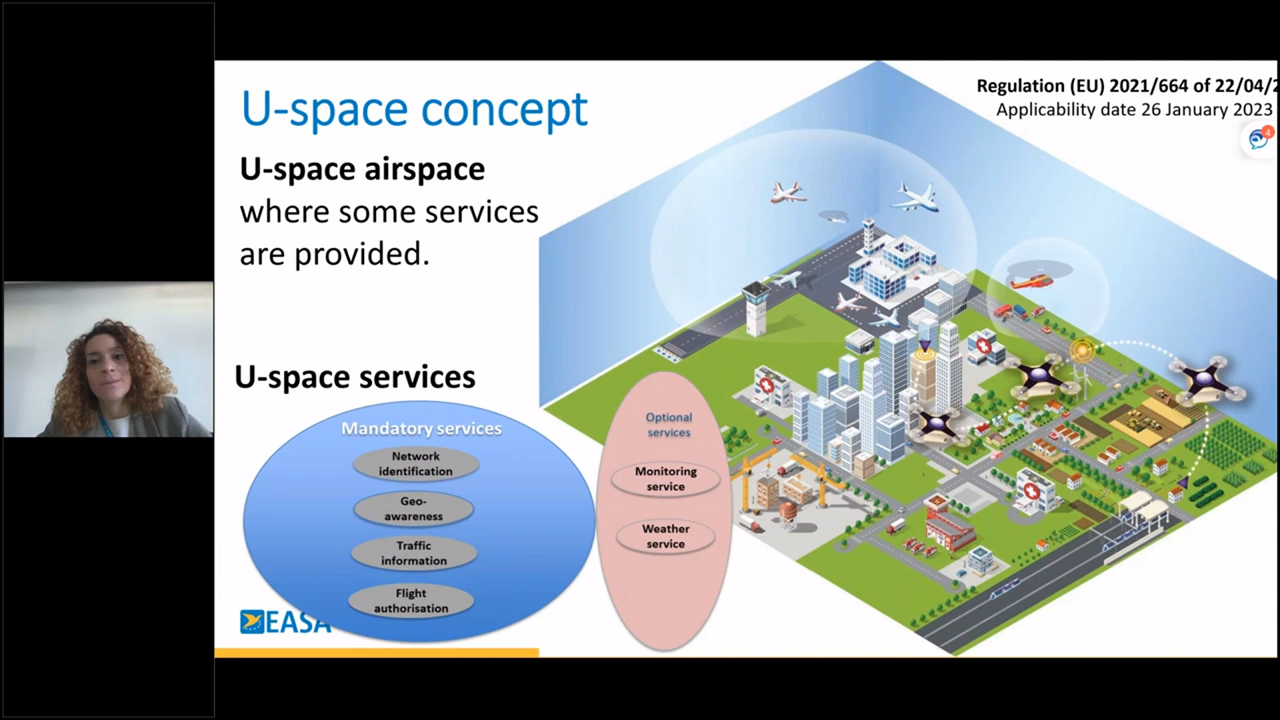 U-space concept
Regulation (EU) 2021/664 of 22/04/2
Applicability date 26 January 2023
4
U-space airspace
where some services
are provided.
U-space services
Mandatory services
Network
identification
Geo-
awareness
Traffic
information
Flight
authorisation
Optional
services
Monitoring
service
Weather
service
EASA